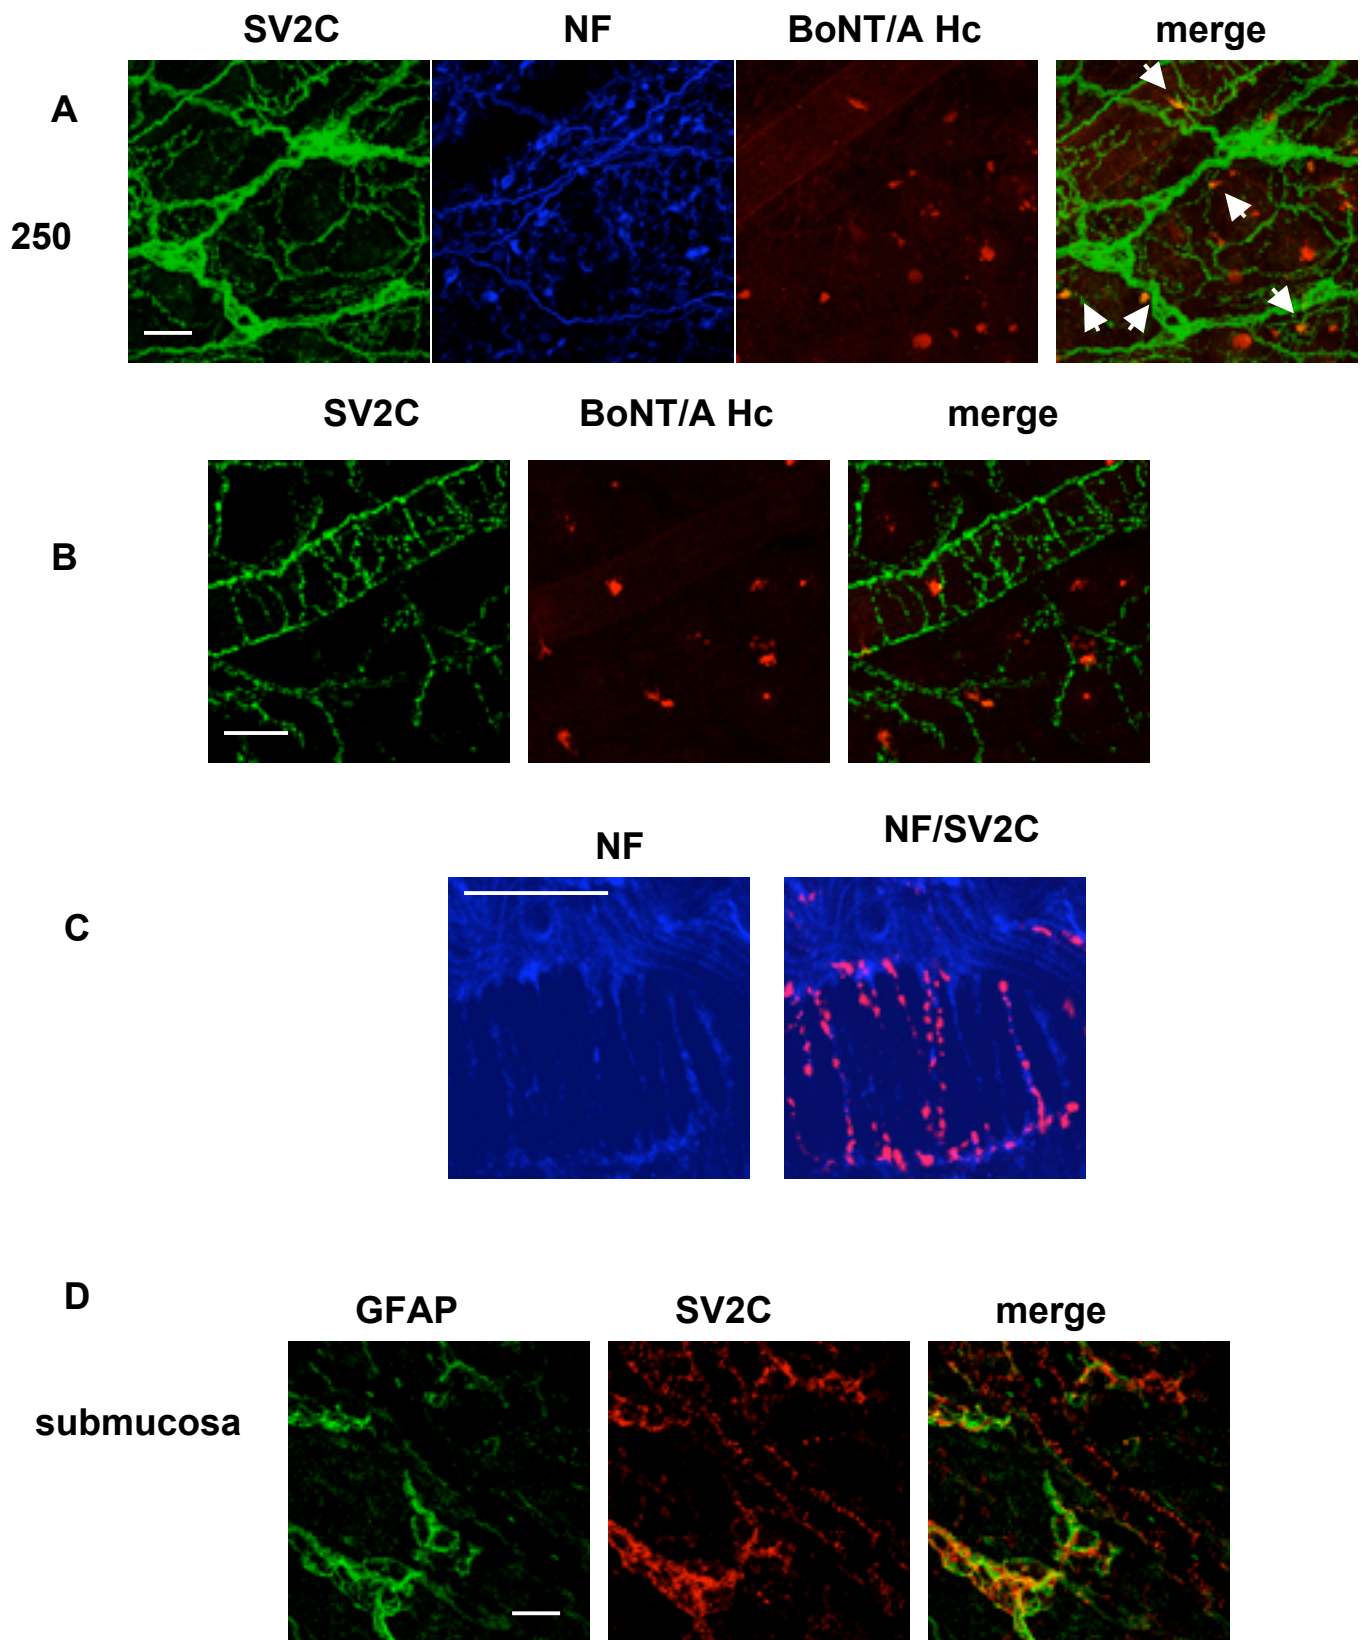 SV2C NF BoNT/A Hc merge
A
250
SV2C BoNT/A Hc merge
B
NF NF/SV2C
C
D
GFAP SV2C merge
submucosa